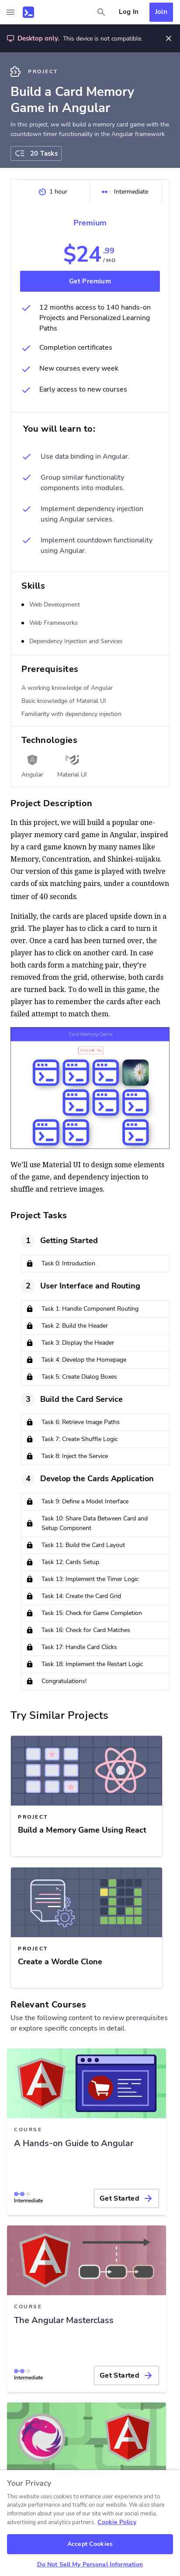 Log In
Join
Desktop only. This device is not compatible.
PROJECT
Build a Card Memory
Game in Angular
In this project, we will build a memory card game with the
countdown timer functionality in the Angular framework.
20 Tasks
1 hour
Intermediate
Premium
$24.99
/ MO
Get Premium
12 months access to 140 hands-on
Projects and Personalized Learning
Paths
Completion certificates
New courses every week
Early access to new courses
You will learn to:
Use data binding in Angular.
Group similar functionality
components into modules.
Implement dependency injection
using Angular services.
Implement countdown functionality
using Angular.
Skills
Web Development
Web Frameworks
Dependency Injection and Services
Prerequisites
A working knowledge of Angular
Basic knowledge of Material UI
Familiarity with dependency injection
Technologies
Angular
Material UI
Project Description
In this project, we will build a popular one-
player memory card game in Angular, inspired
by a card game known by many names like
Memory, Concentration, and Shinkei-suijaku.
Our version of this game is played with twelve
cards of six matching pairs, under a countdown
timer of 40 seconds.
Initially, the cards are placed upside down in a
grid. The player has to click a card to turn it
over. Once a card has been turned over, the
player has to click on another card. In case
both cards form a matching pair, they’re
removed from the grid, otherwise, both cards
are turned back. To do well in this game, the
player has to remember the cards after each
failed attempt to match them.
Card Memory Game
We’ll use Material UI to design some elements
of the game, and dependency injection to
shuffle and retrieve images.
Project Tasks
1 Getting Started
Task 0: Introduction
2 User Interface and Routing
Task 1: Handle Component Routing
Task 2: Build the Header
Task 3: Display the Header
Task 4: Develop the Homepage
Task 5: Create Dialog Boxes
3 Build the Card Service
Task 6: Retrieve Image Paths
Task 7: Create Shuffle Logic
Task 8: Inject the Service
4 Develop the Cards Application
Task 9: Define a Model Interface
Task 10: Share Data Between Card and
Setup Component
Task 11: Build the Card Layout
Task 12: Cards Setup
Task 13: Implement the Timer Logic
Task 14: Create the Card Grid
Task 15: Check for Game Completion
Task 16: Check for Card Matches
Task 17: Handle Card Clicks
Task 18: Implement the Restart Logic
Congratulations!
Try Similar Projects
PROJECT
Build a Memory Game Using React
PROJECT
Create a Wordle Clone
Relevant Courses
Use the following content to review prerequisites
or explore specific concepts in detail.
COURSE
A Hands-on Guide to Angular
Intermediate
Get Started
COURSE
The Angular Masterclass
Intermediate
Get Started
Your Privacy
This website uses cookies to enhance user experience and to
analyze performance and traffic on our website. We also share
information about your use of our site with our social media,
advertising and analytics partners. Cookie Policy
Accept Cookies
Do Not Sell My Personal Information